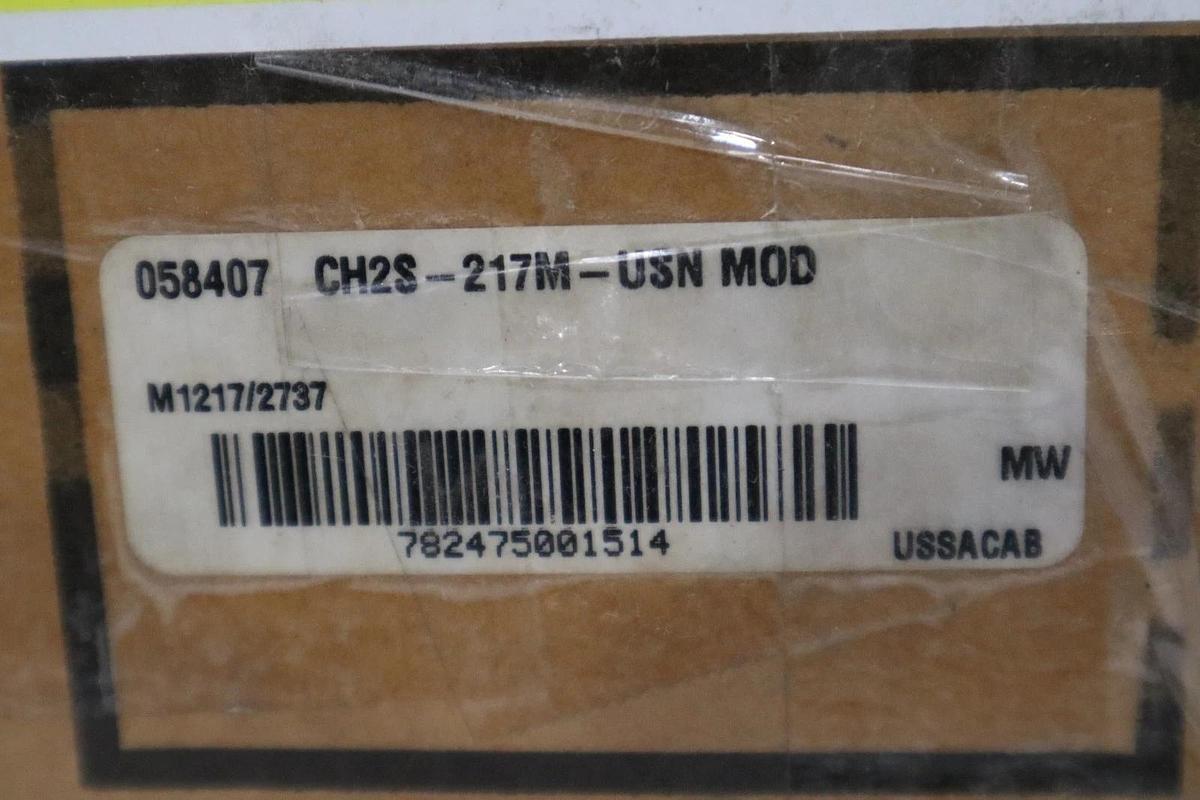 058407 CH2S-217M-USN MOD
M1217/2737
MW
782475001514
USSACAB